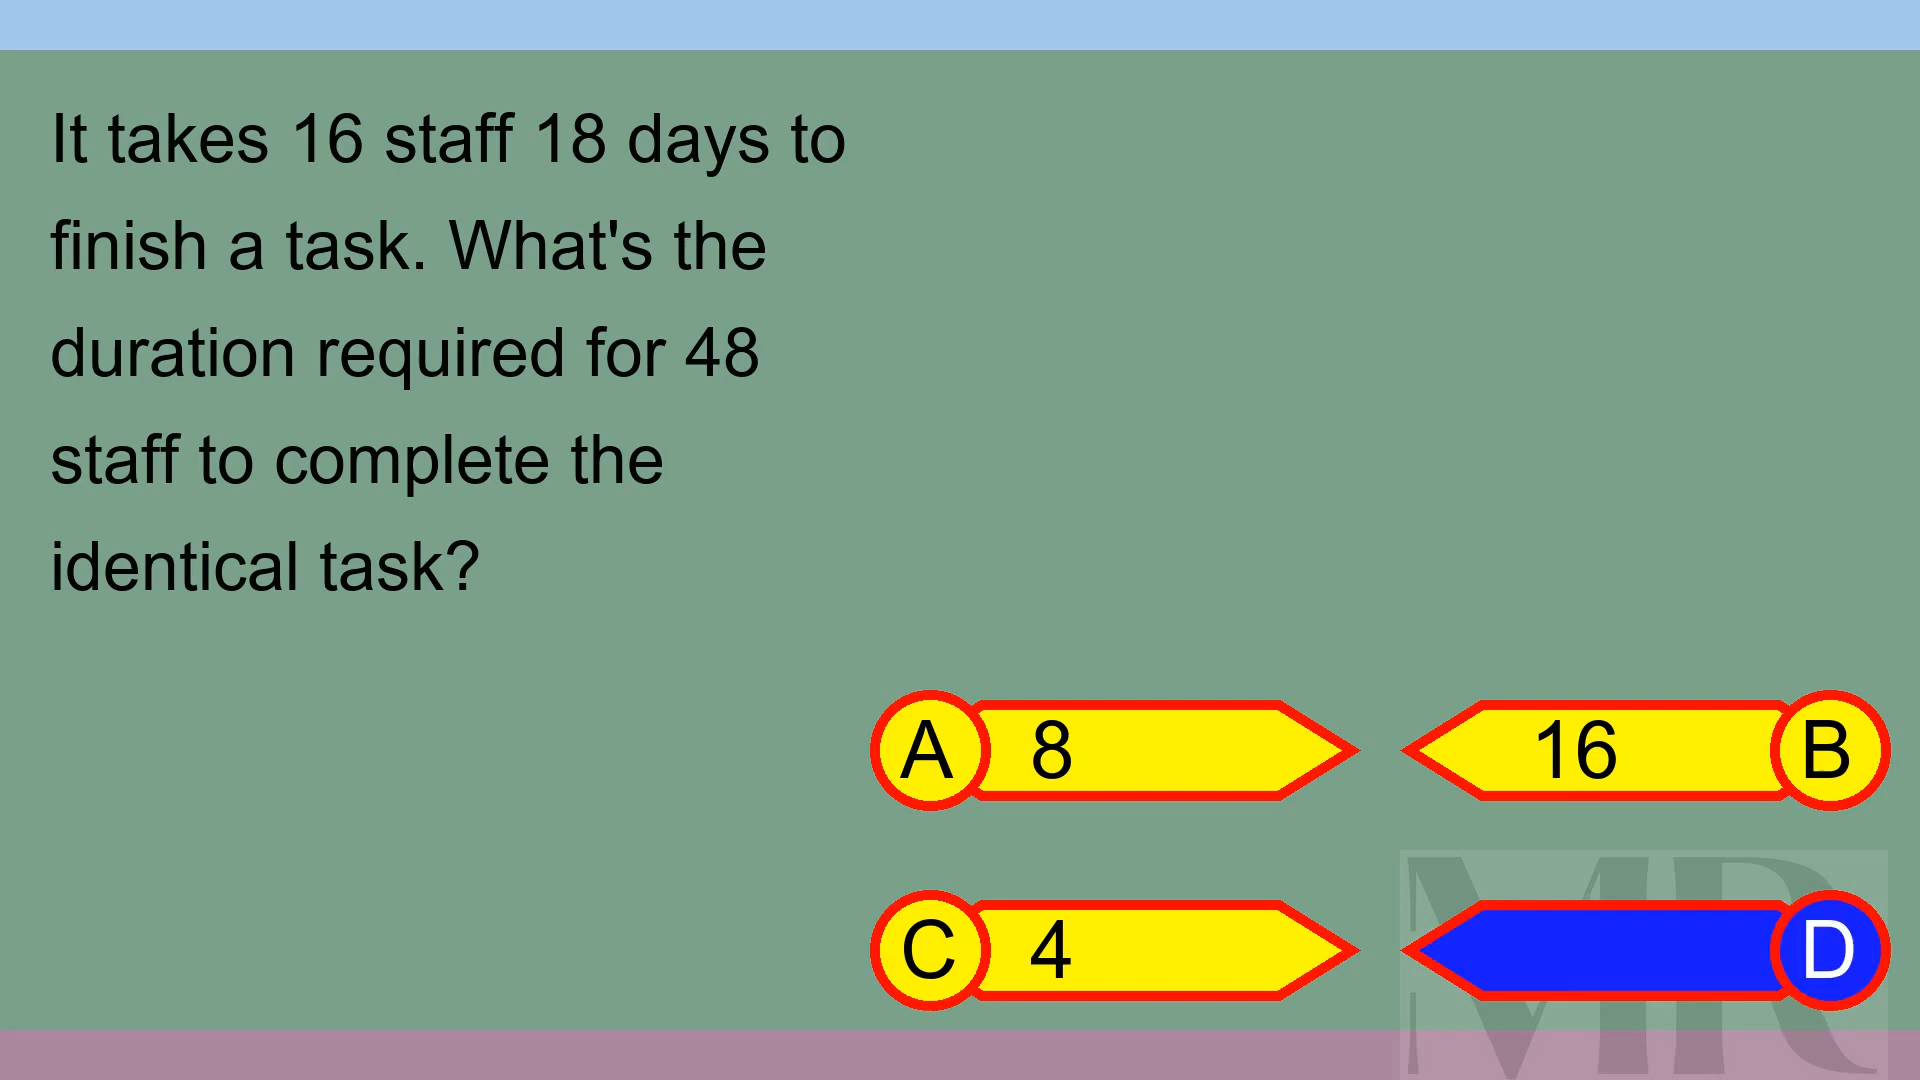 It takes 16 staff 18 days to
finish a task. What's the
duration required for 48
staff to complete the
identical task?
A 8
16 B
C 4
D
MR